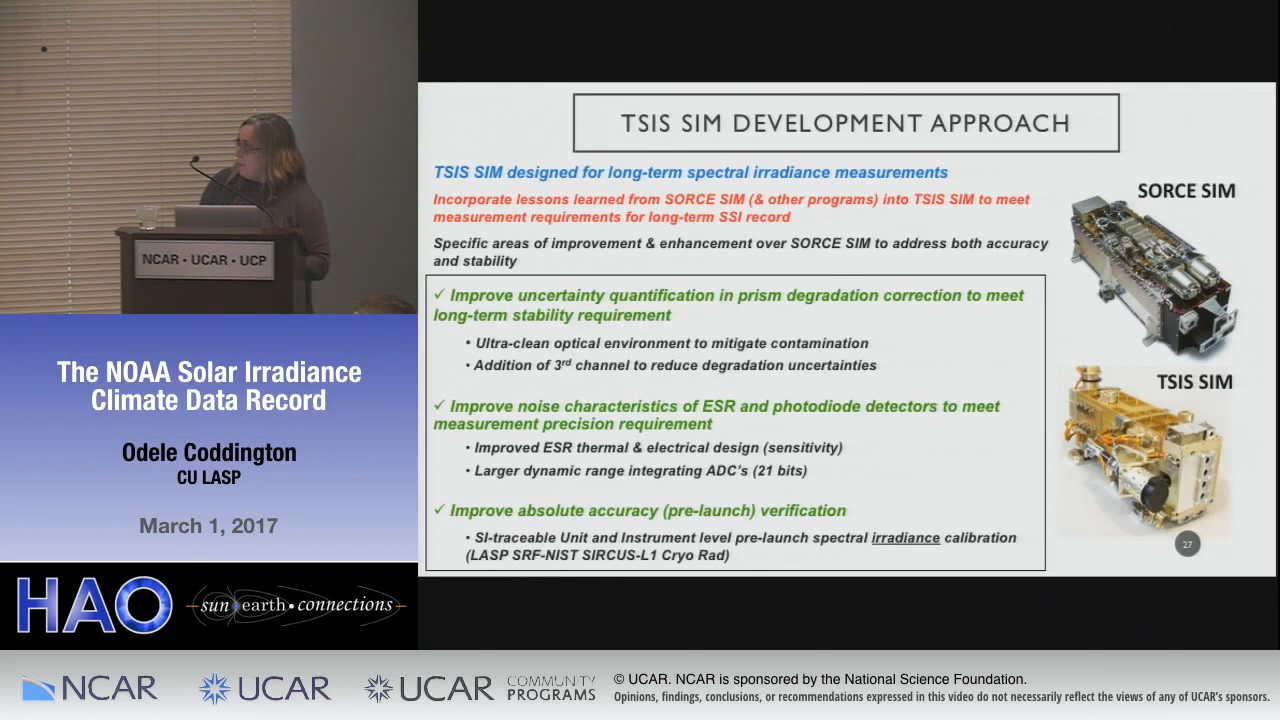 NCAR • UCAR • UCP
The NOAA Solar Irradiance
Climate Data Record
Odele Coddington
CU LASP
March 1, 2017
HAO
sun earth • connections
TSIS SIM DEVELOPMENT APPROACH
TSIS SIM designed for long-term spectral irradiance measurements
Incorporate lessons learned from SORCE SIM (& other programs) into TSIS SIM to meet
measurement requirements for long-term SSI record
Specific areas of improvement & enhancement over SORCE SIM to address both accuracy
and stability
✓ Improve uncertainty quantification in prism degradation correction to meet
long-term stability requirement
• Ultra-clean optical environment to mitigate contamination
• Addition of 3rd channel to reduce degradation uncertainties
✓ Improve noise characteristics of ESR and photodiode detectors to meet
measurement precision requirement
• Improved ESR thermal & electrical design (sensitivity)
• Larger dynamic range integrating ADC's (21 bits)
✓ Improve absolute accuracy (pre-launch) verification
• SI-traceable Unit and Instrument level pre-launch spectral irradiance calibration
(LASP SRF-NIST SIRCUS-L1 Cryo Rad)
SORCE SIM
TSIS SIM
27
NCAR
UCAR
UCAR
COMMUNITY
PROGRAMS
© UCAR. NCAR is sponsored by the National Science Foundation.
Opinions, findings, conclusions, or recommendations expressed in this video do not necessarily reflect the views of any of UCAR's sponsors.